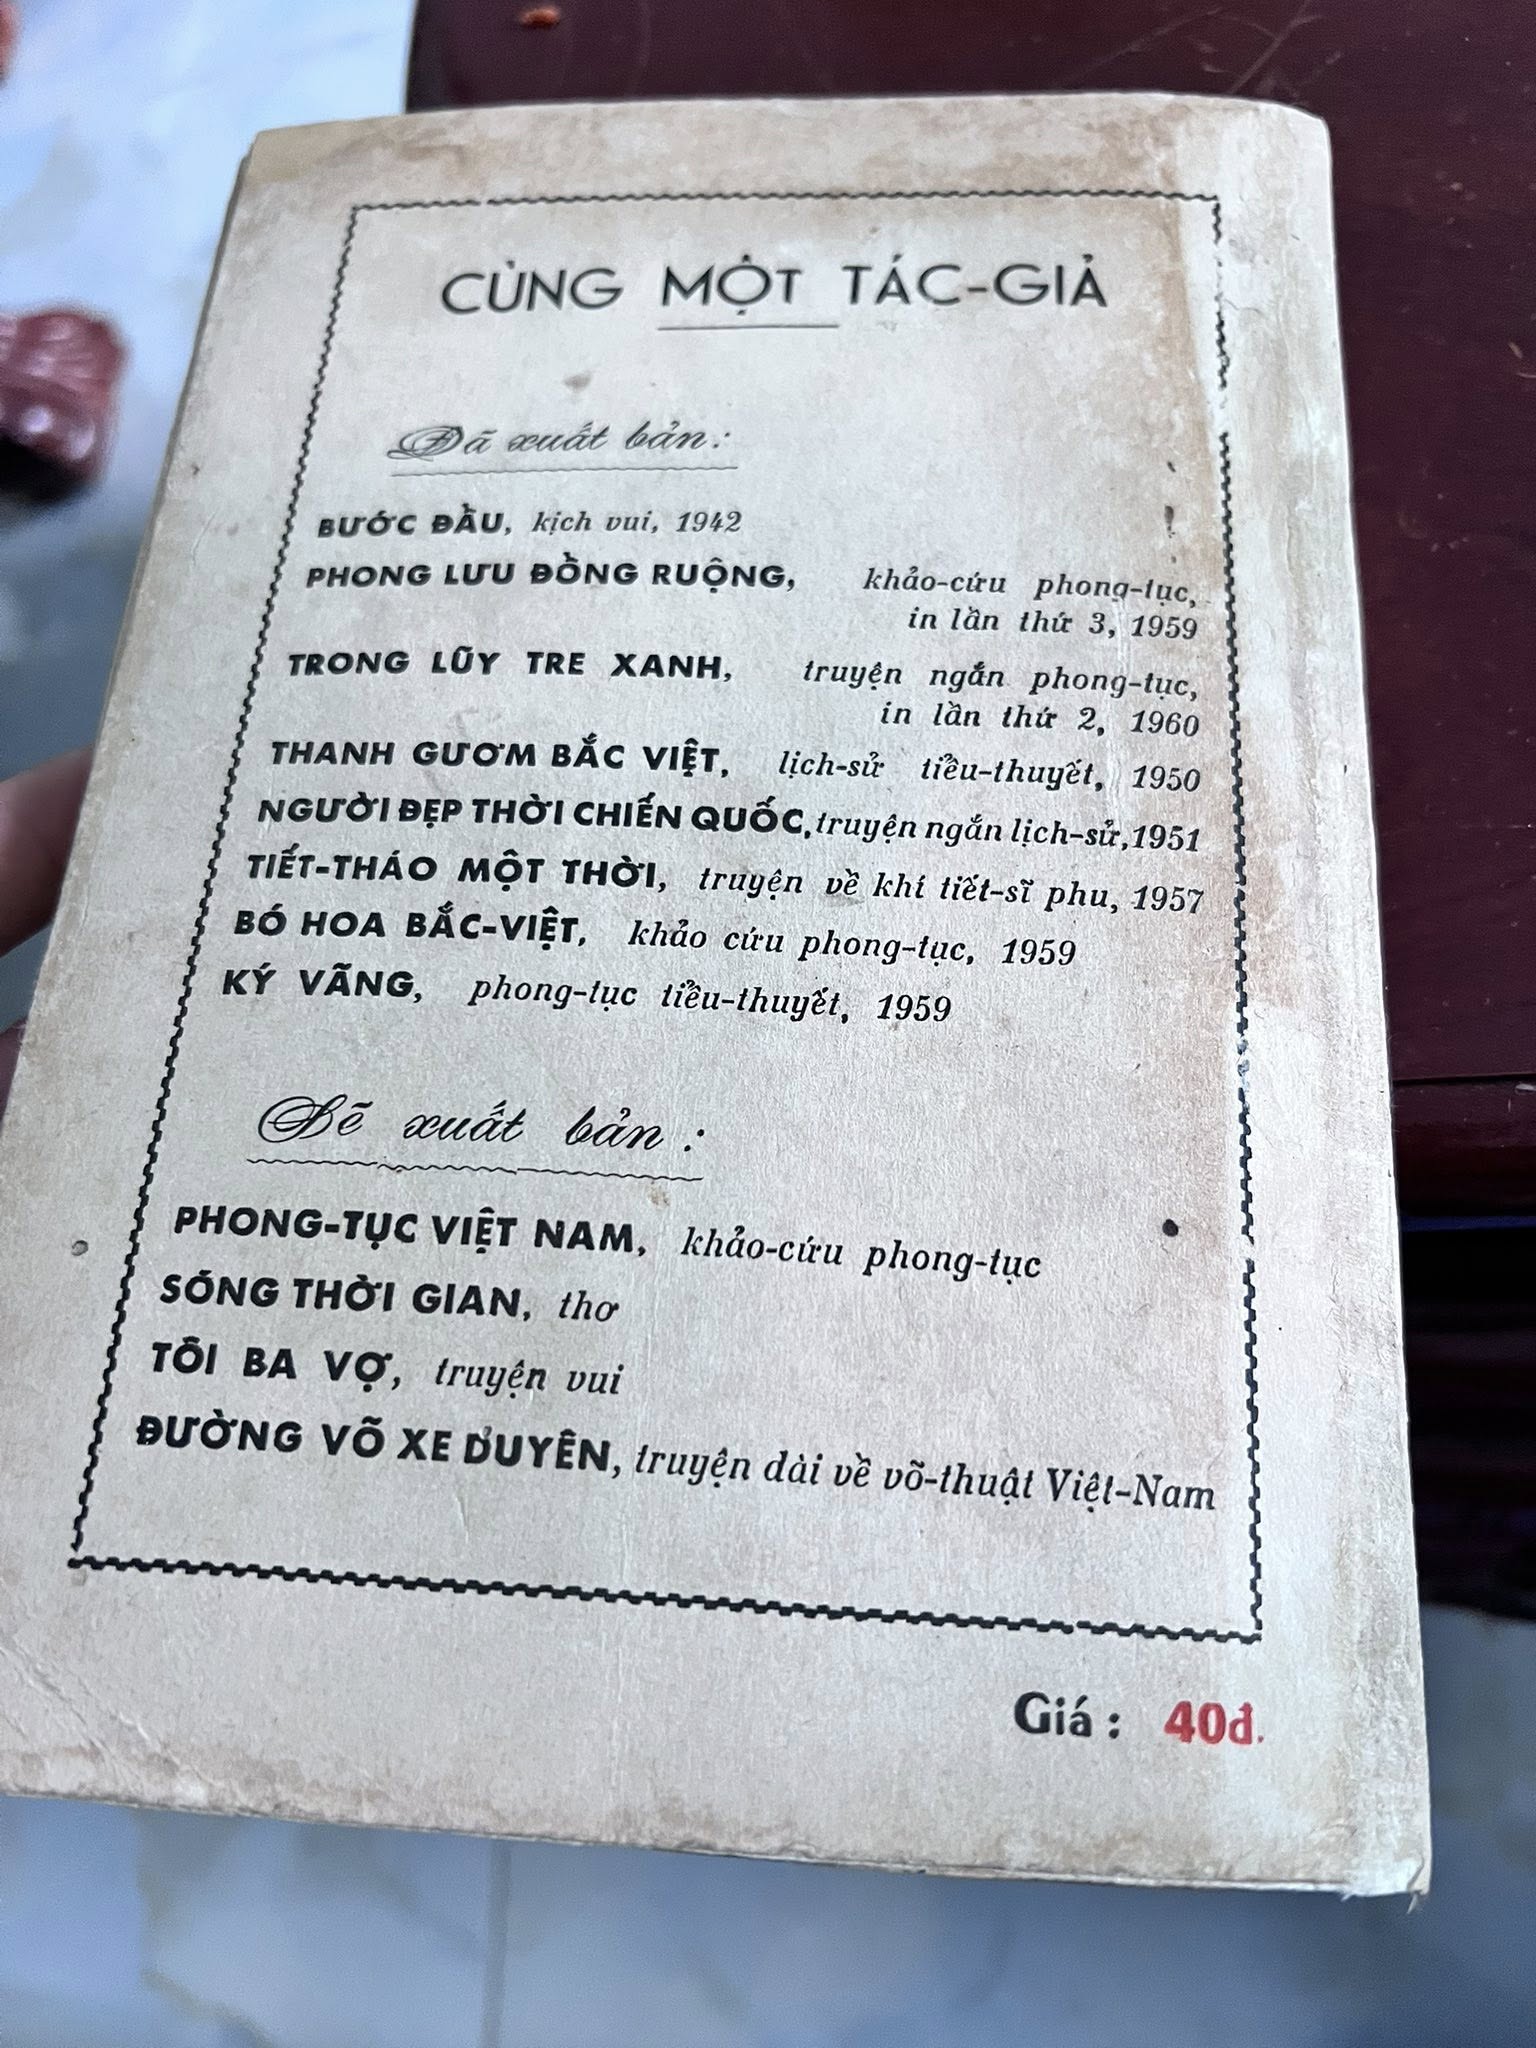 CÙNG MỘT TÁC-GIẢ
Đã xuất bản:
BƯỚC ĐẦU, kịch vui, 1942
PHONG LƯU ĐỒNG RUỘNG, khảo-cứu phong-tục,
in lần thứ 3, 1959
TRONG LŨY TRE XANH, truyện ngắn phong-tục,
in lần thứ 2, 1960
THANH GƯƠM BẮC VIỆT, lịch-sử tiểu-thuyết, 1950
NGƯỜI ĐẸP THỜI CHIẾN QUỐC, truyện ngắn lịch-sử, 1951
TIẾT-THÁO MỘT THỜI, truyện về khí tiết-sĩ phu, 1957
BÓ HOA BẮC-VIỆT, khảo cứu phong-tục, 1959
KÝ VÃNG, phong-tục tiểu-thuyết, 1959
Sẽ xuất bản :
PHONG-TỤC VIỆT NAM, khảo-cứu phong-tục
SÓNG THỜI GIAN, thơ
TÔI BA VỢ, truyện vui
ĐƯỜNG VÕ XE DUYÊN, truyện dài về võ-thuật Việt-Nam
Giá : 40đ.